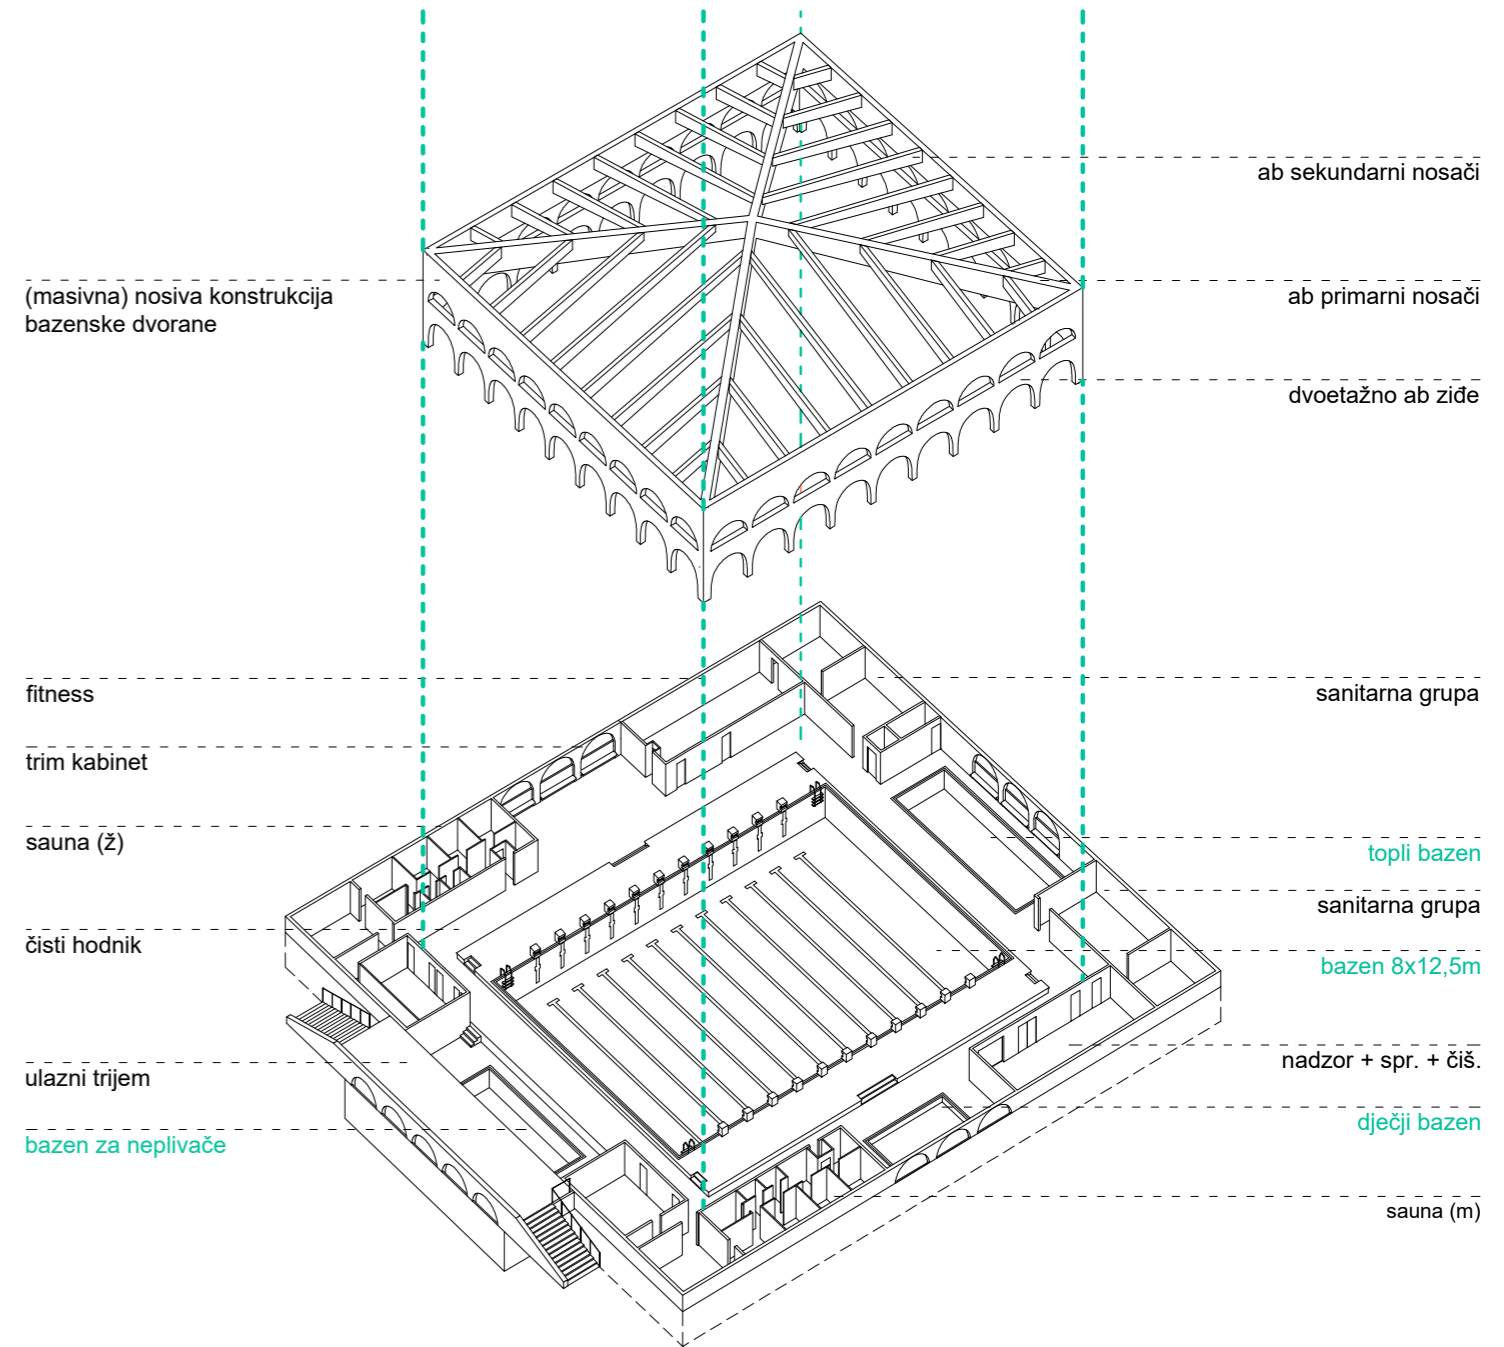 ab sekundarni nosači
(masivna) nosiva konstrukcija
bazenske dvorane
ab primarni nosači
dvoetažno ab ziđe
fitness
sanitarna grupa
trim kabinet
sauna (ž)
topli bazen
sanitarna grupa
čisti hodnik
bazen 8x12,5m
nadzor + spr. + čiš.
ulazni trijem
dječji bazen
bazen za neplivače
sauna (m)